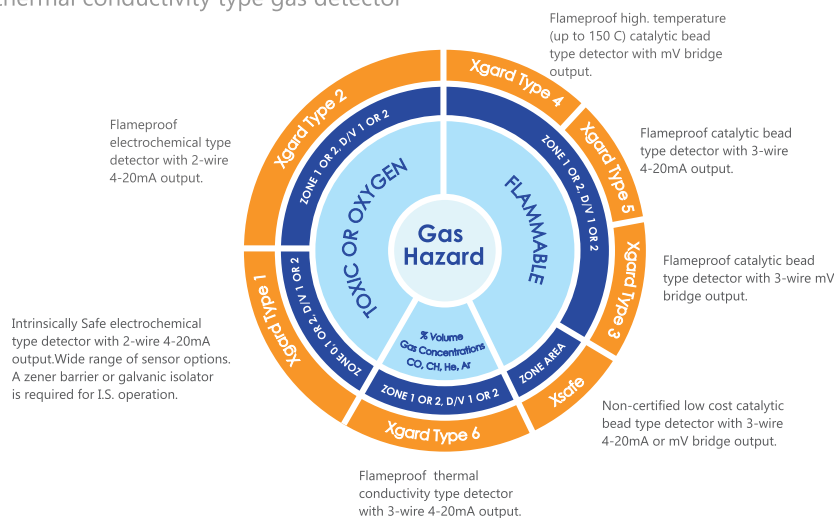 thermal conductivity type gas detector
Flameproof high. temperature
(up to 150 C) catalytic bead
type detector with mV bridge
output.
Flameproof
electrochemical type
detector with 2-wire
4-20mA output.
Flameproof catalytic bead
type detector with 3-wire
4-20mA output.
Flameproof catalytic bead
type detector with 3-wire mV
bridge output.
Intrinsically Safe electrochemical
type detector with 2-wire 4-20mA
output.Wide range of sensor options.
A zener barrier or galvanic isolator
is required for I.S. operation.
Non-certified low cost catalytic
bead type detector with 3-wire
4-20mA or mV bridge output.
Flameproof thermal
conductivity type detector
with 3-wire 4-20mA output.
Xgard Type 2
Xgard Type 4
Xgard Type 5
Xgard Type 3
Xsafe
Xgard Type 6
Xgard Type 1
ZONE 1 OR 2, D/V 1 OR 2
ZONE 1 OR 2, D/V 1 OR 2
ZONE AREA
ZONE 1 OR 2, D/V 1 OR 2
ZONE 0,1 OR 2, D/V 1 OR 2
TOXIC OR OXYGEN
FLAMMABLE
% Volume
Gas Concentrations
CO, CH, He, Ar
Gas
Hazard